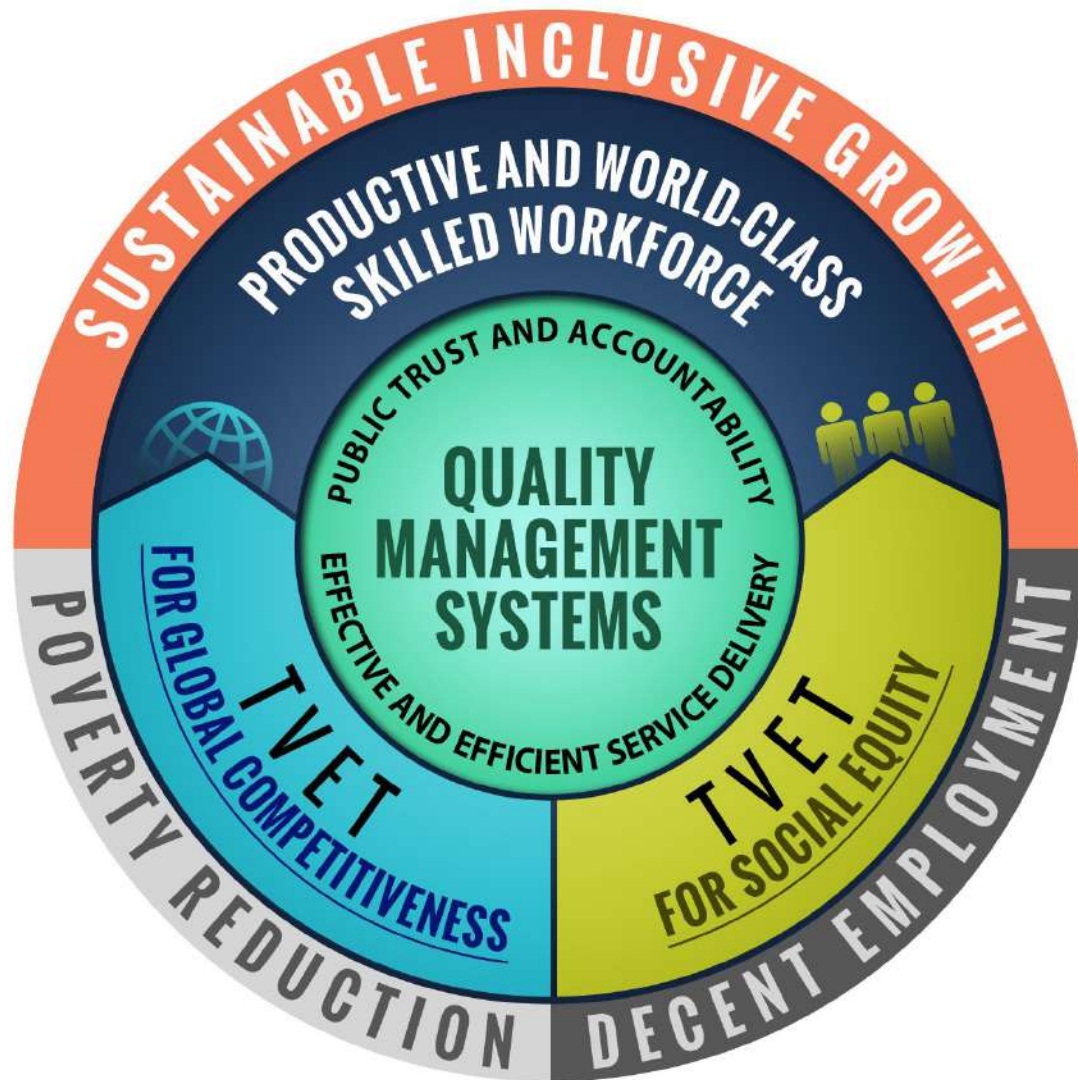 SUSTAINABLE INCLUSIVE GROWTH
PRODUCTIVE AND WORLD-CLASS
SKILLED WORKFORCE
PUBLIC TRUST AND ACCOUNTABILITY
QUALITY
MANAGEMENT
SYSTEMS
EFFECTIVE AND EFFICIENT SERVICE DELIVERY
TVET
FOR GLOBAL COMPETITIVENESS
TVET
FOR SOCIAL EQUITY
POVERTY REDUCTION
DECENT EMPLOYMENT